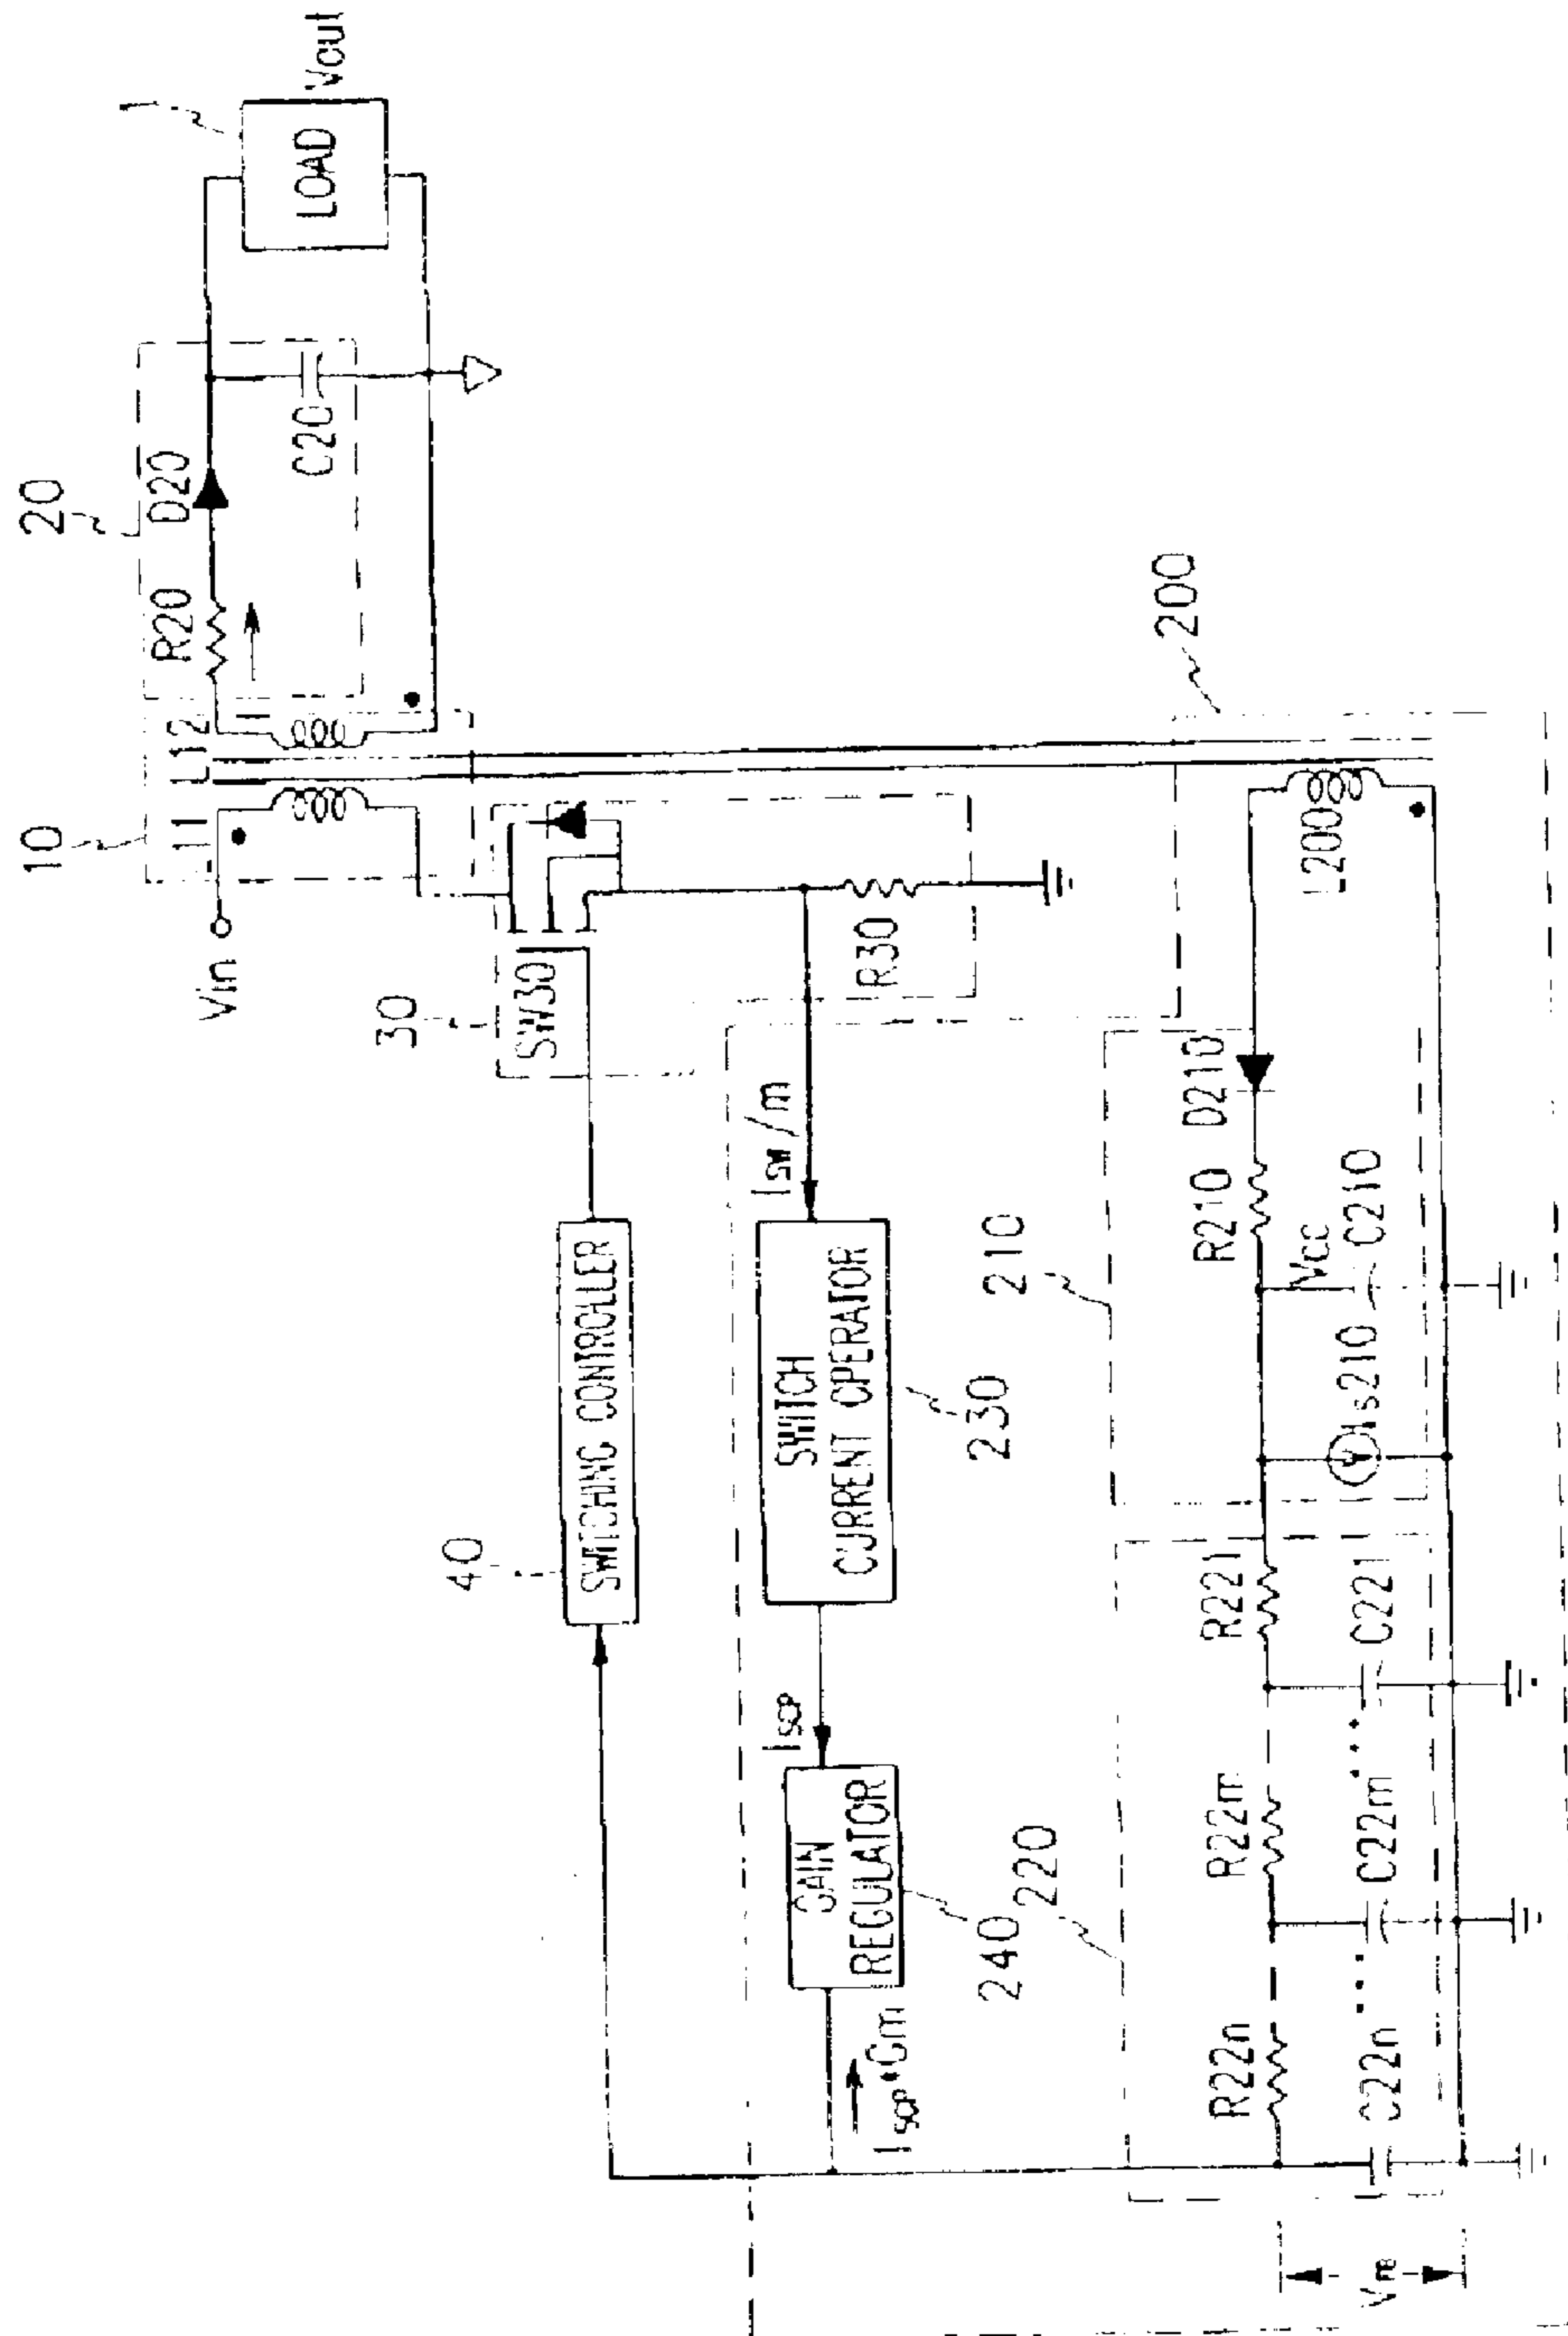 20
10
L11
L12
R20
D20
C20
1
LOAD
Vout
Vin
30
SW30
R30
200
40
SWITCHING CONTROLLER
Isw/m
SWITCH
CURRENT OPERATOR
230
Iscp
GAIN
REGULATOR
240
Iscp*Gm
210
D210
L200
R210
Vcc
C210
Is210
220
R221
C221
R22m
C22m
R22n
C22n
VFB